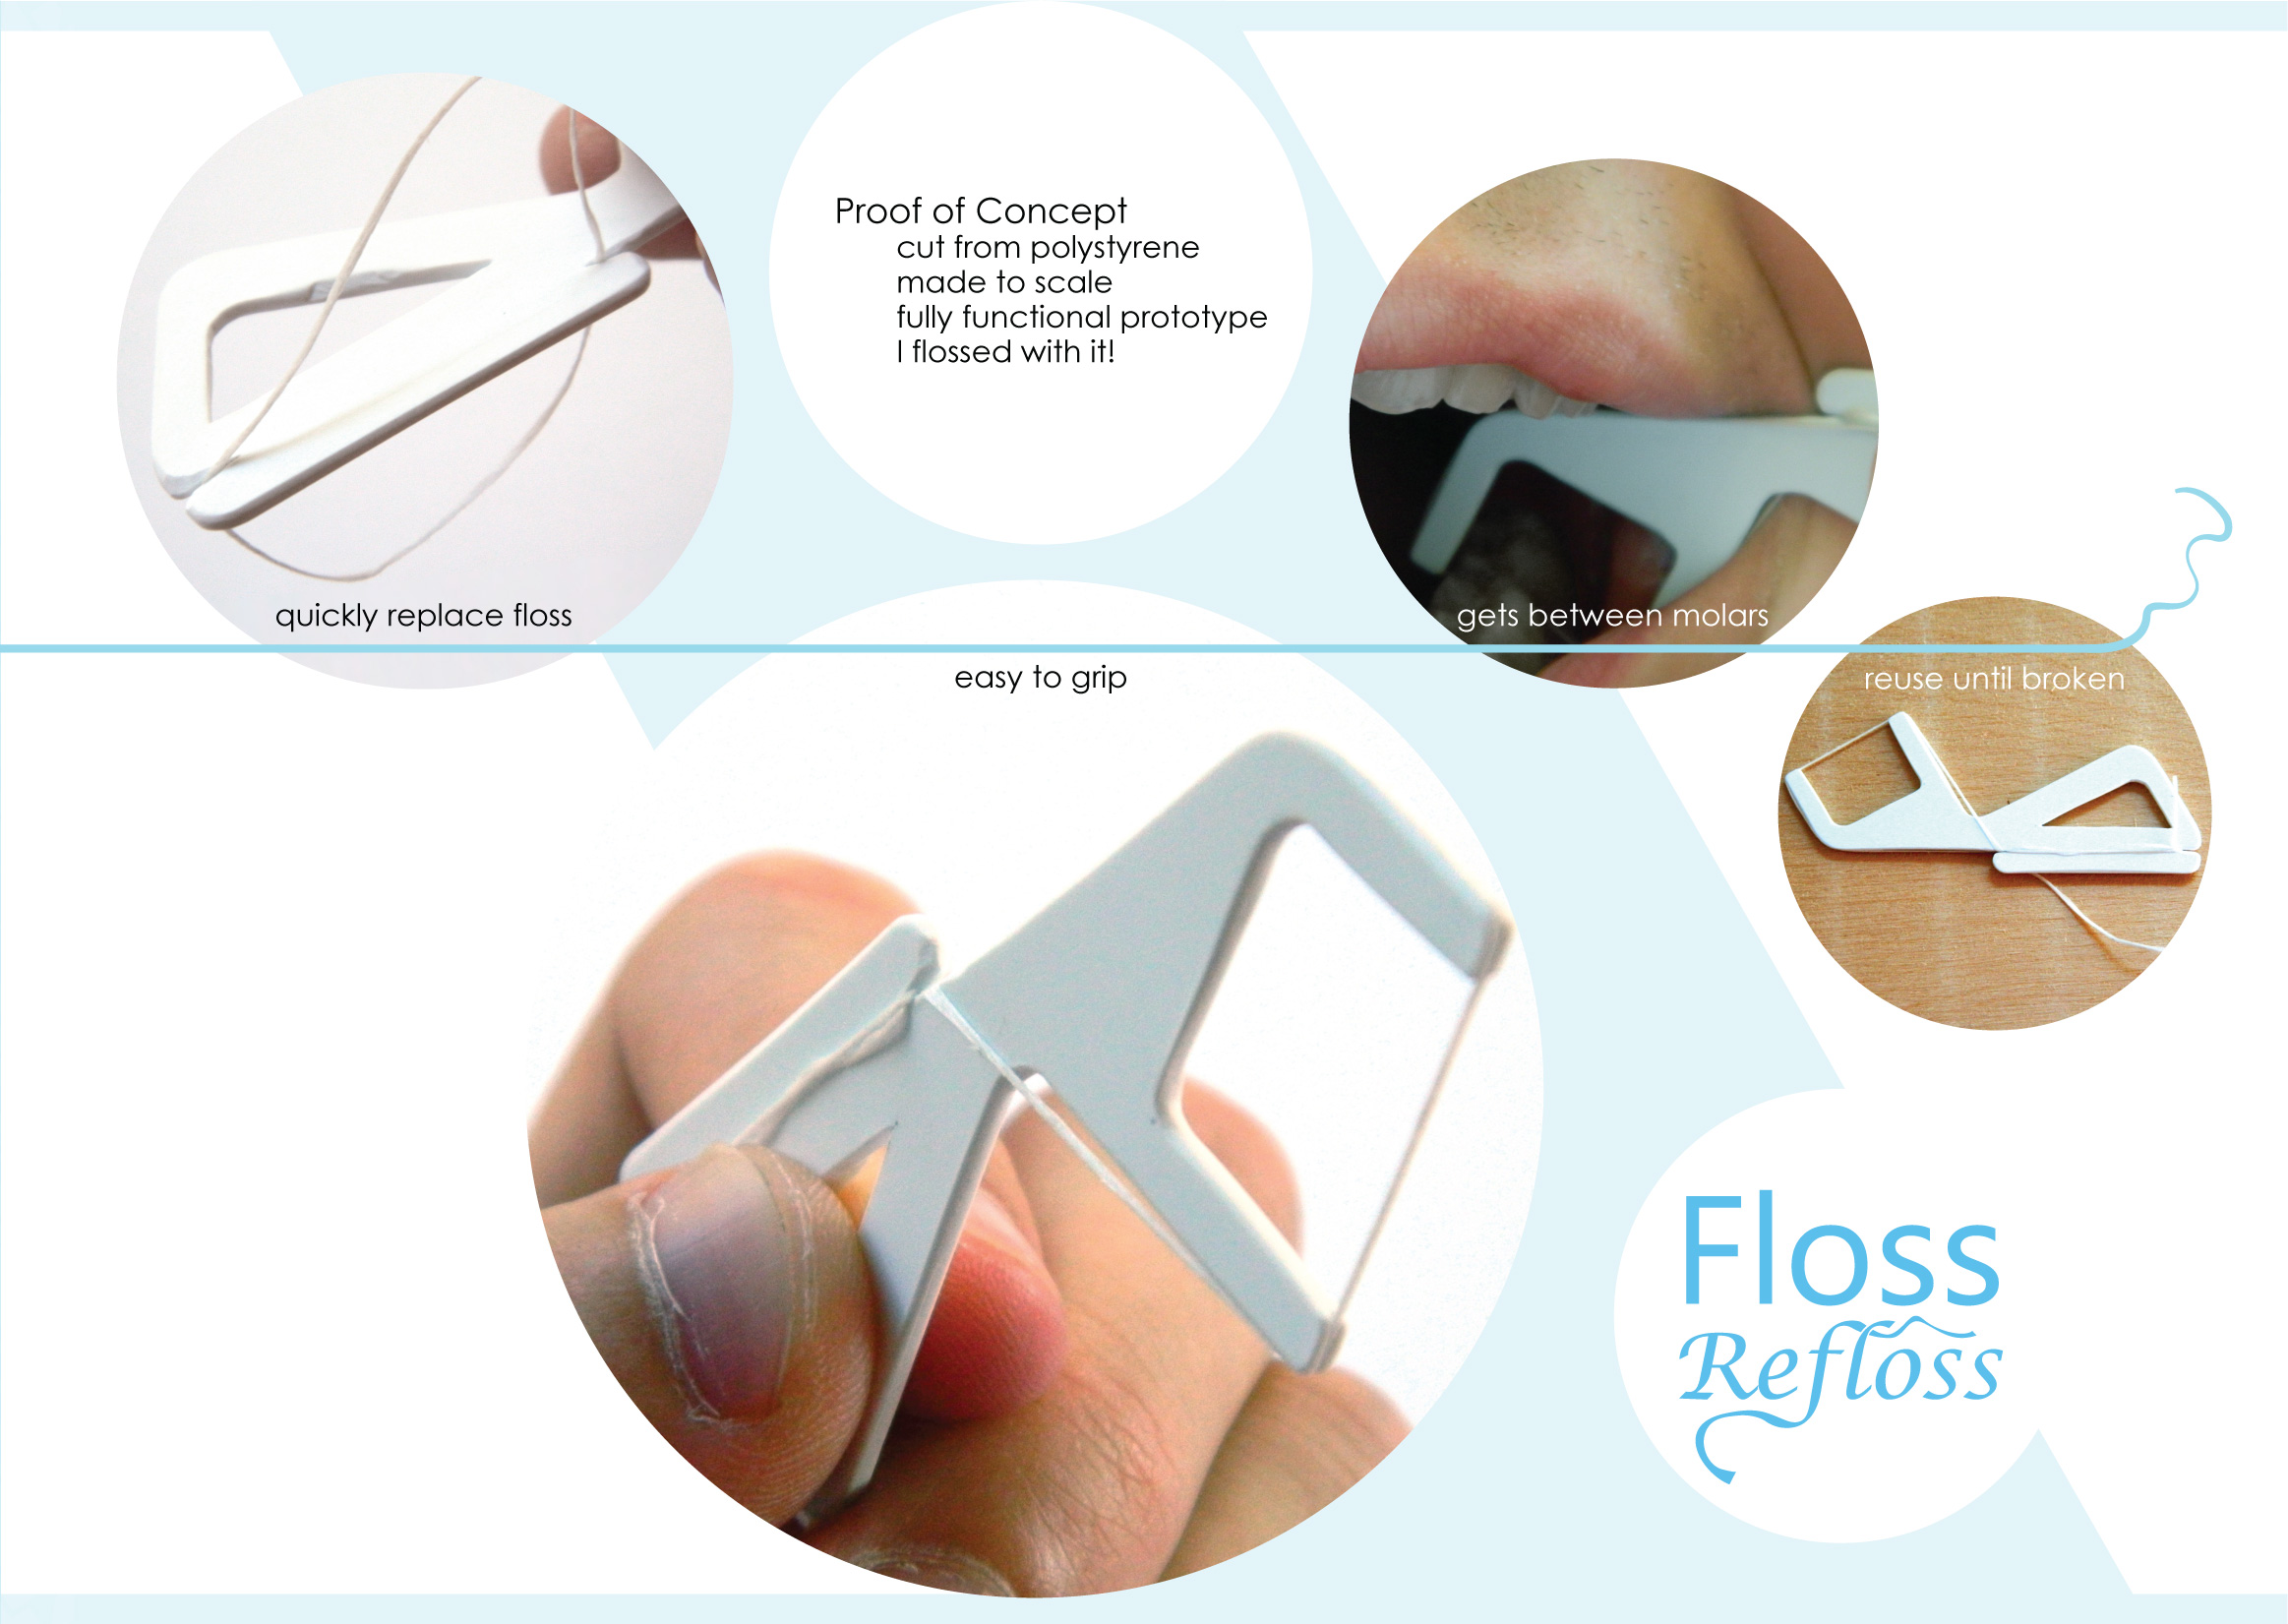 Proof of Concept
cut from polystyrene
made to scale
fully functional prototype
I flossed with it!
quickly replace floss
gets between molars
easy to grip
reuse until broken
Floss
Refloss